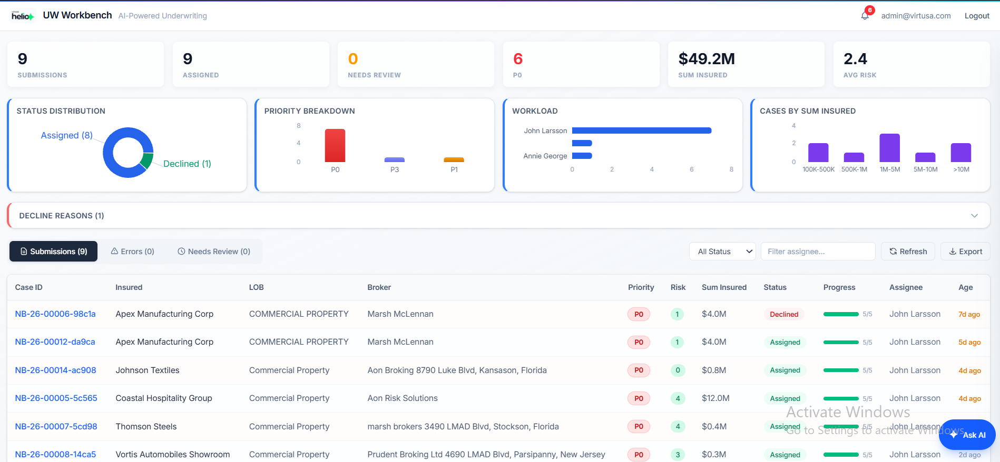 virtusa
helio UW Workbench AI-Powered Underwriting 6 admin@virtusa.com Logout
9 9 0 6 $49.2M 2.4
SUBMISSIONS ASSIGNED NEEDS REVIEW P0 SUM INSURED AVG RISK
STATUS DISTRIBUTION
Assigned (8)
Declined (1)
PRIORITY BREAKDOWN
8
4
0
P0 P3 P1
WORKLOAD
John Larsson
Annie George
0 2 4 6 8
CASES BY SUM INSURED
4
2
0
100K-500K 500K-1M 1M-5M 5M-10M >10M
DECLINE REASONS (1)
Submissions (9) Errors (0) Needs Review (0) All Status Filter assignee... Refresh Export
Case ID Insured LOB Broker Priority Risk Sum Insured Status Progress Assignee Age
NB-26-00006-98c1a Apex Manufacturing Corp COMMERCIAL PROPERTY Marsh McLennan P0 1 $4.0M Declined 5/5 John Larsson 7d ago
NB-26-00012-da9ca Apex Manufacturing Corp COMMERCIAL PROPERTY Marsh McLennan P0 1 $4.0M Assigned 5/5 John Larsson 5d ago
NB-26-00014-ac908 Johnson Textiles Commercial Property Aon Broking 8790 Luke Blvd, Kansason, Florida P0 0 $0.8M Assigned 5/5 John Larsson 4d ago
NB-26-00005-5c565 Coastal Hospitality Group Commercial Property Aon Risk Solutions P0 4 $12.0M Assigned 5/5 John Larsson 4d ago
NB-26-00007-5cd98 Thomson Steels Commercial Property marsh brokers 3490 LMAD Blvd, Stockson, Florida P0 4 $0.4M Assigned 5/5 John Larsson
NB-26-00008-14ca5 Vortis Automobiles Showroom Commercial Property Prudent Broking Ltd 4690 LMAD Blvd, Parsipanny, New Jersey P0 3 $0.3M Assigned 5/5 John Larsson 2d ago
Activate Windows
Go to Settings to activate Windows.
Ask AI